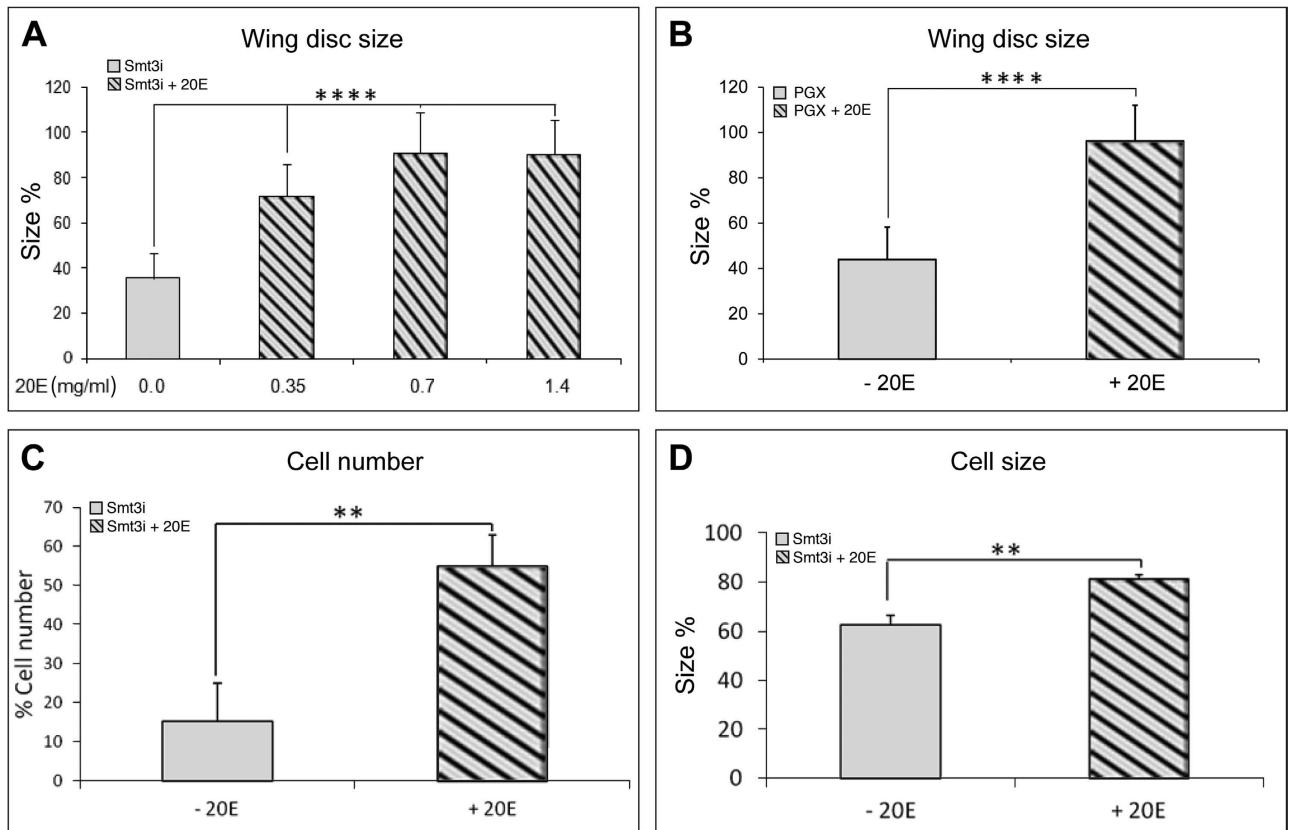 A
Wing disc size
Smt3i
Smt3i + 20E
****
120
100
80
60
40
20
0
Size %
20E (mg/ml) 0.0 0.35 0.7 1.4
B
Wing disc size
PGX
PGX + 20E
****
120
100
80
60
40
20
0
Size %
- 20E + 20E
C
Cell number
Smt3i
Smt3i + 20E
**
70
60
50
40
30
20
10
0
% Cell number
- 20E + 20E
D
Cell size
Smt3i
Smt3i + 20E
**
100
80
60
40
20
0
Size %
- 20E + 20E